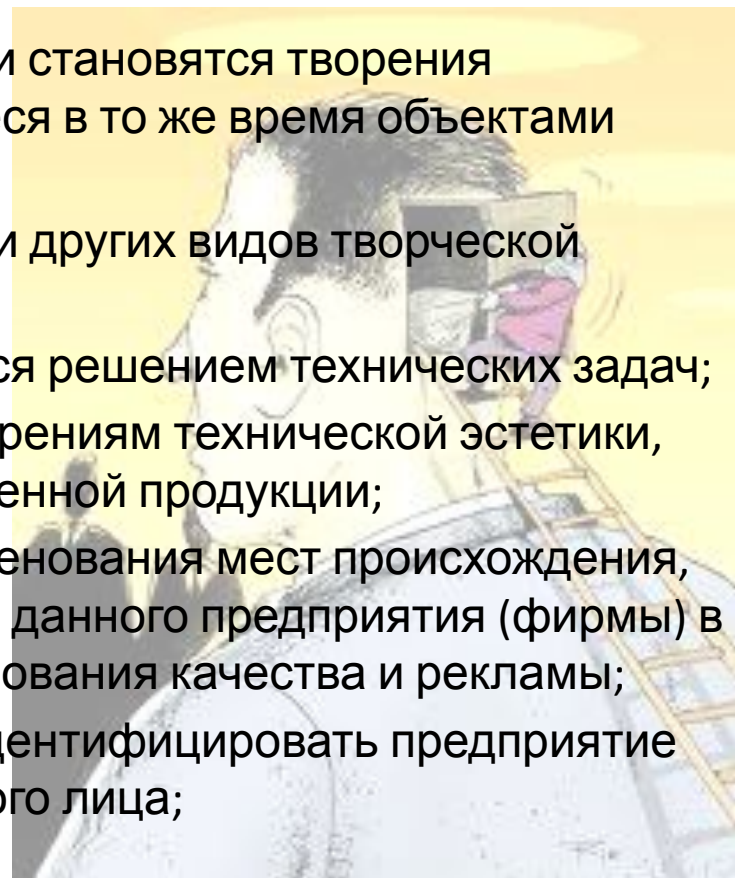 и становятся творения
ся в то же время объектами
и других видов творческой
ся решением технических задач;
рениям технической эстетики,
енной продукции;
енования мест происхождения,
данного предприятия (фирмы) в
ования качества и рекламы;
дентифицировать предприятие
ого лица;